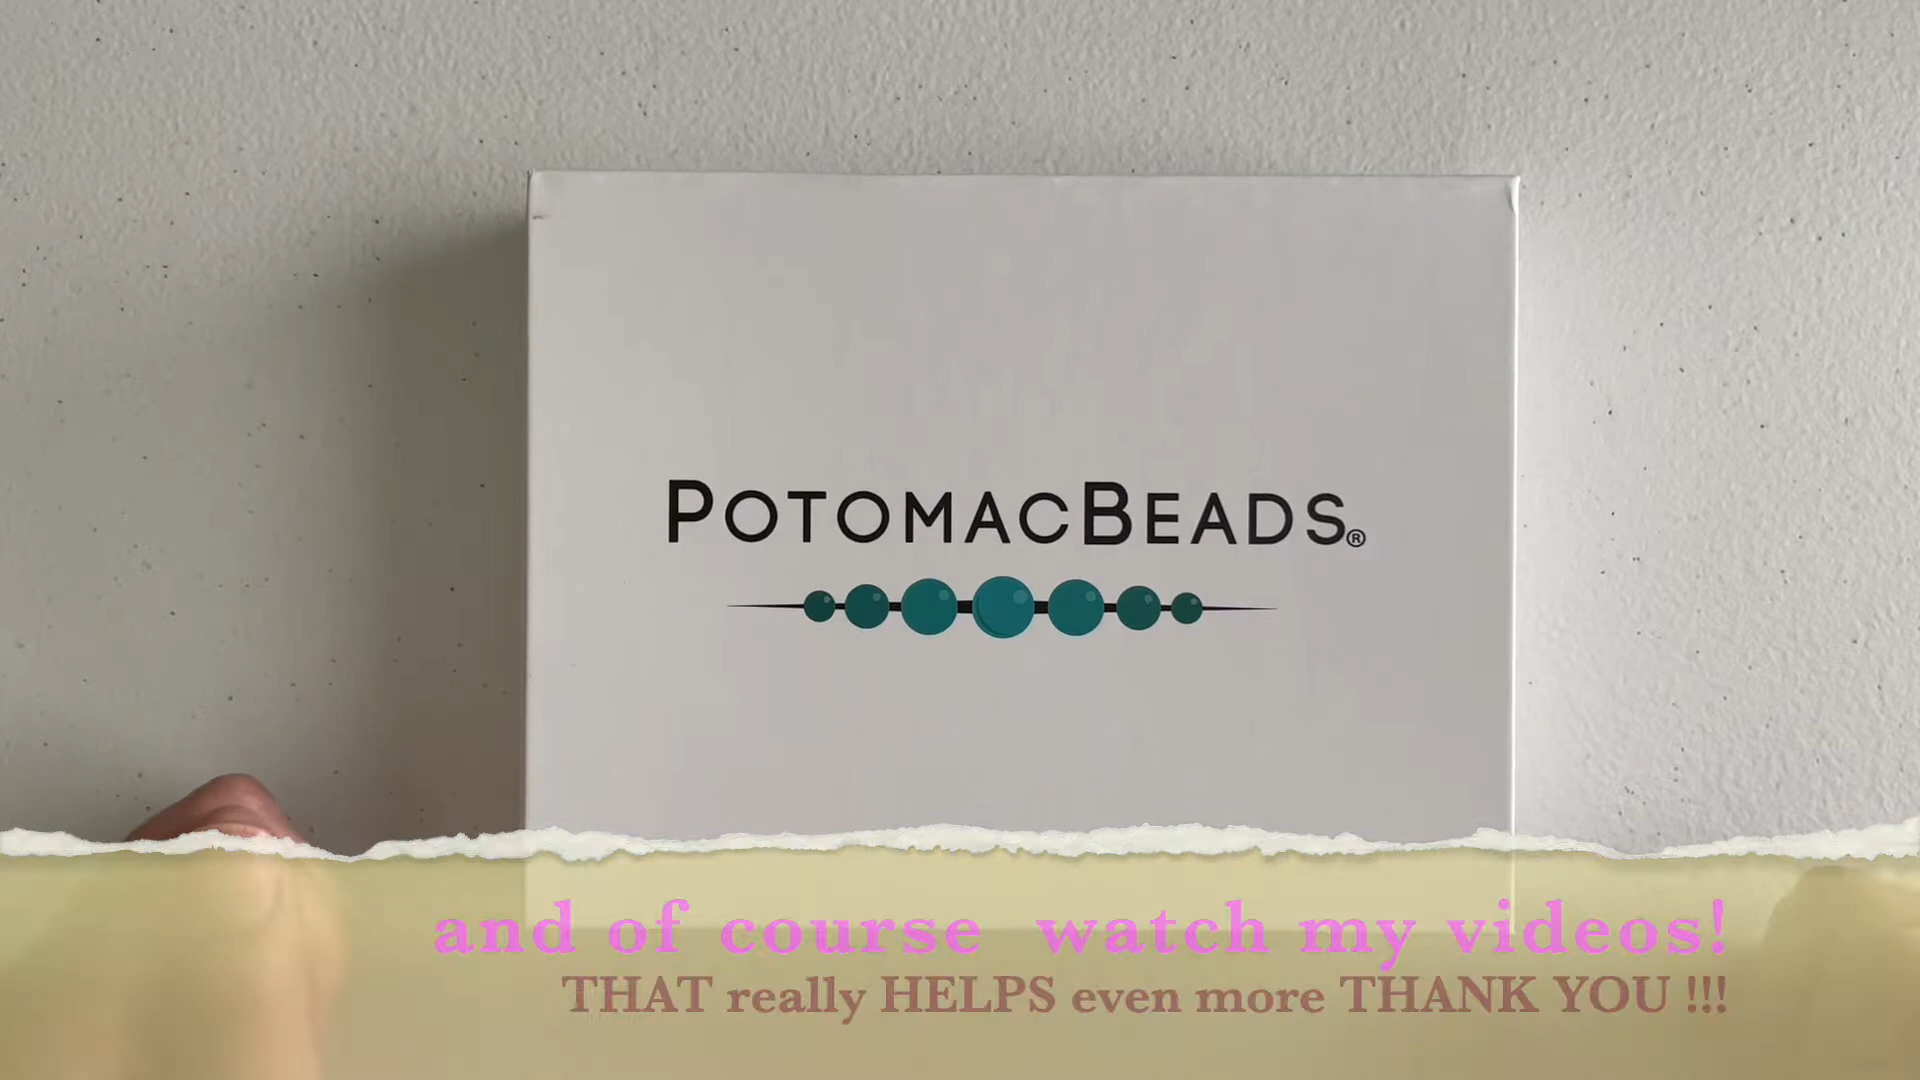 POTOMACBEADS®
and of course watch my videos!
THAT really HELPS even more THANK YOU !!!